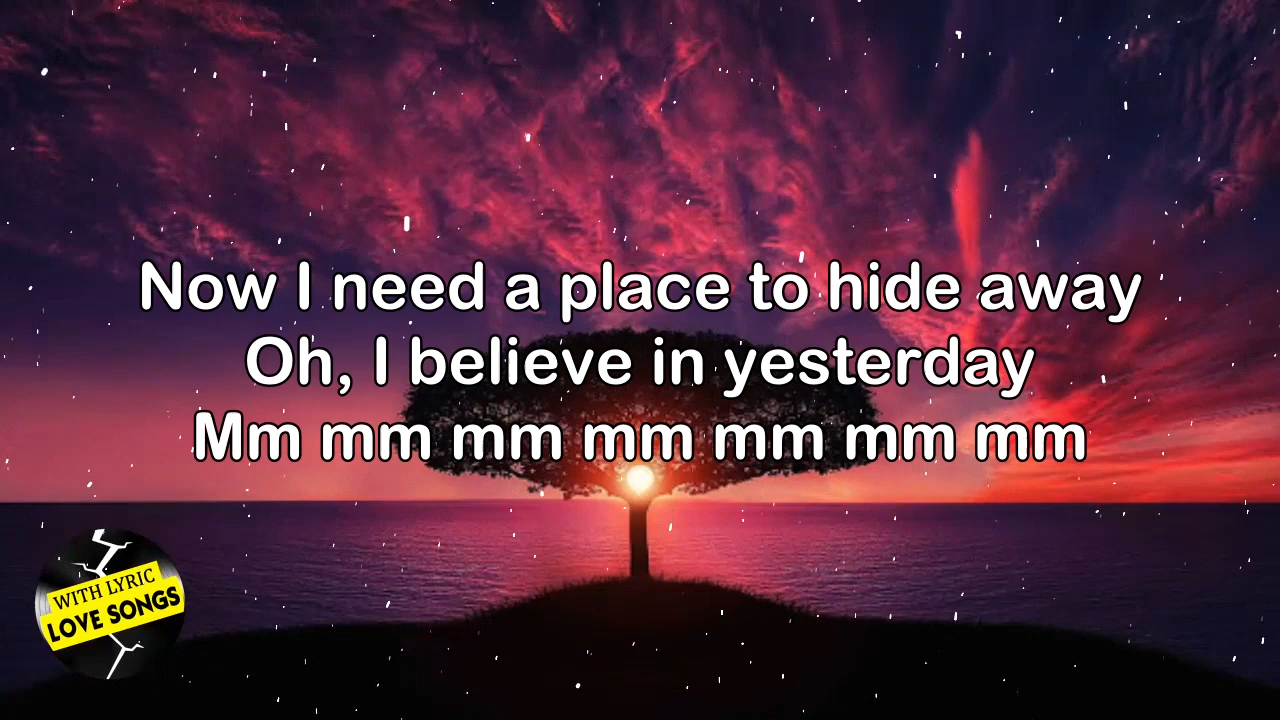 Now I need a place to hide away
Oh, I believe in yesterday
Mm mm mm mm mm mm mm
WITH LYRIC
LOVE SONGS